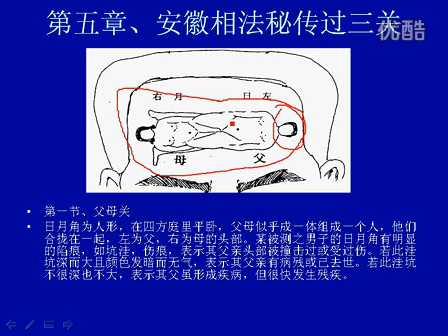 第五章、安徽相法秘传过三关
优酷
右 月 日 左
母 父
• 第一节、父母关
• 日月角为人形，在四方庭里平卧，父母似乎成一体组成一个人，他们
合拢在一起，左为父，右为母的头部。某被测之男子的日月角有明显
的陷痕，如坑洼，伤痕，表示其父亲头部被撞击过或受过伤。若此洼
坑深而大且颜色发暗而无气，表示其父亲有病残或已去世。若此洼坑
不很深也不大，表示其父虽形成疾病，但很快发生残疾。